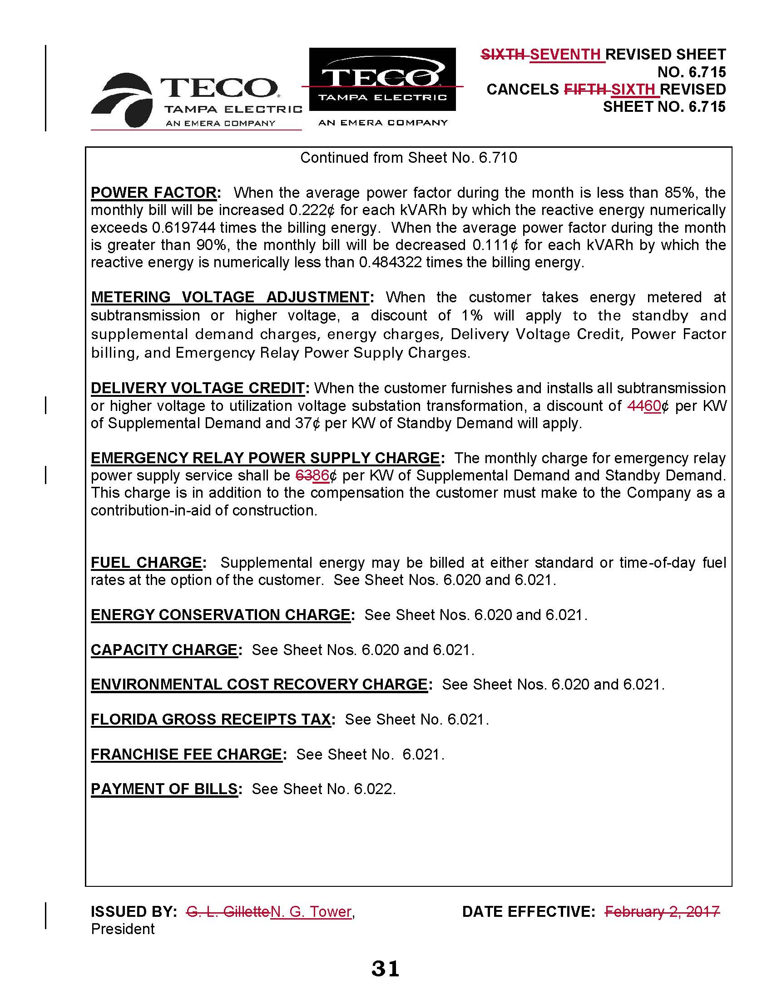 SIXTH SEVENTH REVISED SHEET
NO. 6.715
CANCELS FIFTH SIXTH REVISED
SHEET NO. 6.715
TECO®
TAMPA ELECTRIC
AN EMERA COMPANY
TECO®
TAMPA ELECTRIC
AN EMERA COMPANY
Continued from Sheet No. 6.710
POWER FACTOR: When the average power factor during the month is less than 85%, the
monthly bill will be increased 0.222¢ for each kVARh by which the reactive energy numerically
exceeds 0.619744 times the billing energy. When the average power factor during the month
is greater than 90%, the monthly bill will be decreased 0.111¢ for each kVARh by which the
reactive energy is numerically less than 0.484322 times the billing energy.
METERING VOLTAGE ADJUSTMENT: When the customer takes energy metered at
subtransmission or higher voltage, a discount of 1% will apply to the standby and
supplemental demand charges, energy charges, Delivery Voltage Credit, Power Factor
billing, and Emergency Relay Power Supply Charges.
DELIVERY VOLTAGE CREDIT: When the customer furnishes and installs all subtransmission
or higher voltage to utilization voltage substation transformation, a discount of 4460¢ per KW
of Supplemental Demand and 37¢ per KW of Standby Demand will apply.
EMERGENCY RELAY POWER SUPPLY CHARGE: The monthly charge for emergency relay
power supply service shall be 6386¢ per KW of Supplemental Demand and Standby Demand.
This charge is in addition to the compensation the customer must make to the Company as a
contribution-in-aid of construction.
FUEL CHARGE: Supplemental energy may be billed at either standard or time-of-day fuel
rates at the option of the customer. See Sheet Nos. 6.020 and 6.021.
ENERGY CONSERVATION CHARGE: See Sheet Nos. 6.020 and 6.021.
CAPACITY CHARGE: See Sheet Nos. 6.020 and 6.021.
ENVIRONMENTAL COST RECOVERY CHARGE: See Sheet Nos. 6.020 and 6.021.
FLORIDA GROSS RECEIPTS TAX: See Sheet No. 6.021.
FRANCHISE FEE CHARGE: See Sheet No. 6.021.
PAYMENT OF BILLS: See Sheet No. 6.022.
ISSUED BY: G. L. GilletteN. G. Tower, DATE EFFECTIVE: February 2, 2017
President
31